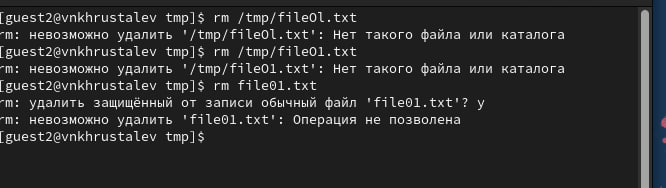 [guest2@vnkhrustalev tmp]$ rm /tmp/fileOl.txt
rm: невозможно удалить '/tmp/fileOl.txt': Нет такого файла или каталога
[guest2@vnkhrustalev tmp]$ rm /tmp/fileO1.txt
rm: невозможно удалить '/tmp/fileO1.txt': Нет такого файла или каталога
[guest2@vnkhrustalev tmp]$ rm file01.txt
rm: удалить защищённый от записи обычный файл 'file01.txt'? y
rm: невозможно удалить 'file01.txt': Операция не позволена
[guest2@vnkhrustalev tmp]$